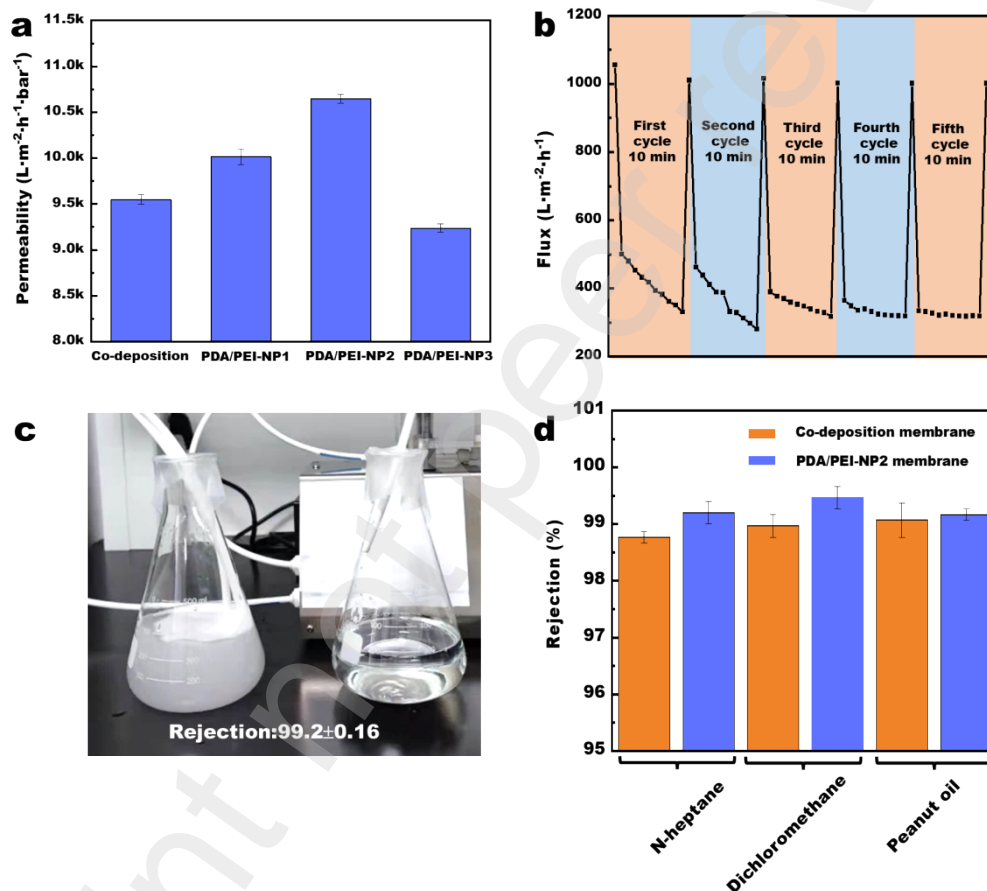 a
11.5k
11.0k
10.5k
10.0k
9.5k
9.0k
8.5k
8.0k
Permeability (L·m⁻²·h⁻¹·bar⁻¹)
Co-deposition PDA/PEI-NP1 PDA/PEI-NP2 PDA/PEI-NP3
b
1200
1000
800
600
400
200
Flux (L·m⁻²·h⁻¹)
First
cycle
10 min
Second
cycle
10 min
Third
cycle
10 min
Fourth
cycle
10 min
Fifth
cycle
10 min
c
Rejection:99.2±0.16
d
101
100
99
98
97
96
95
Rejection (%)
Co-deposition membrane
PDA/PEI-NP2 membrane
N-heptane
Dichloromethane
Peanut oil